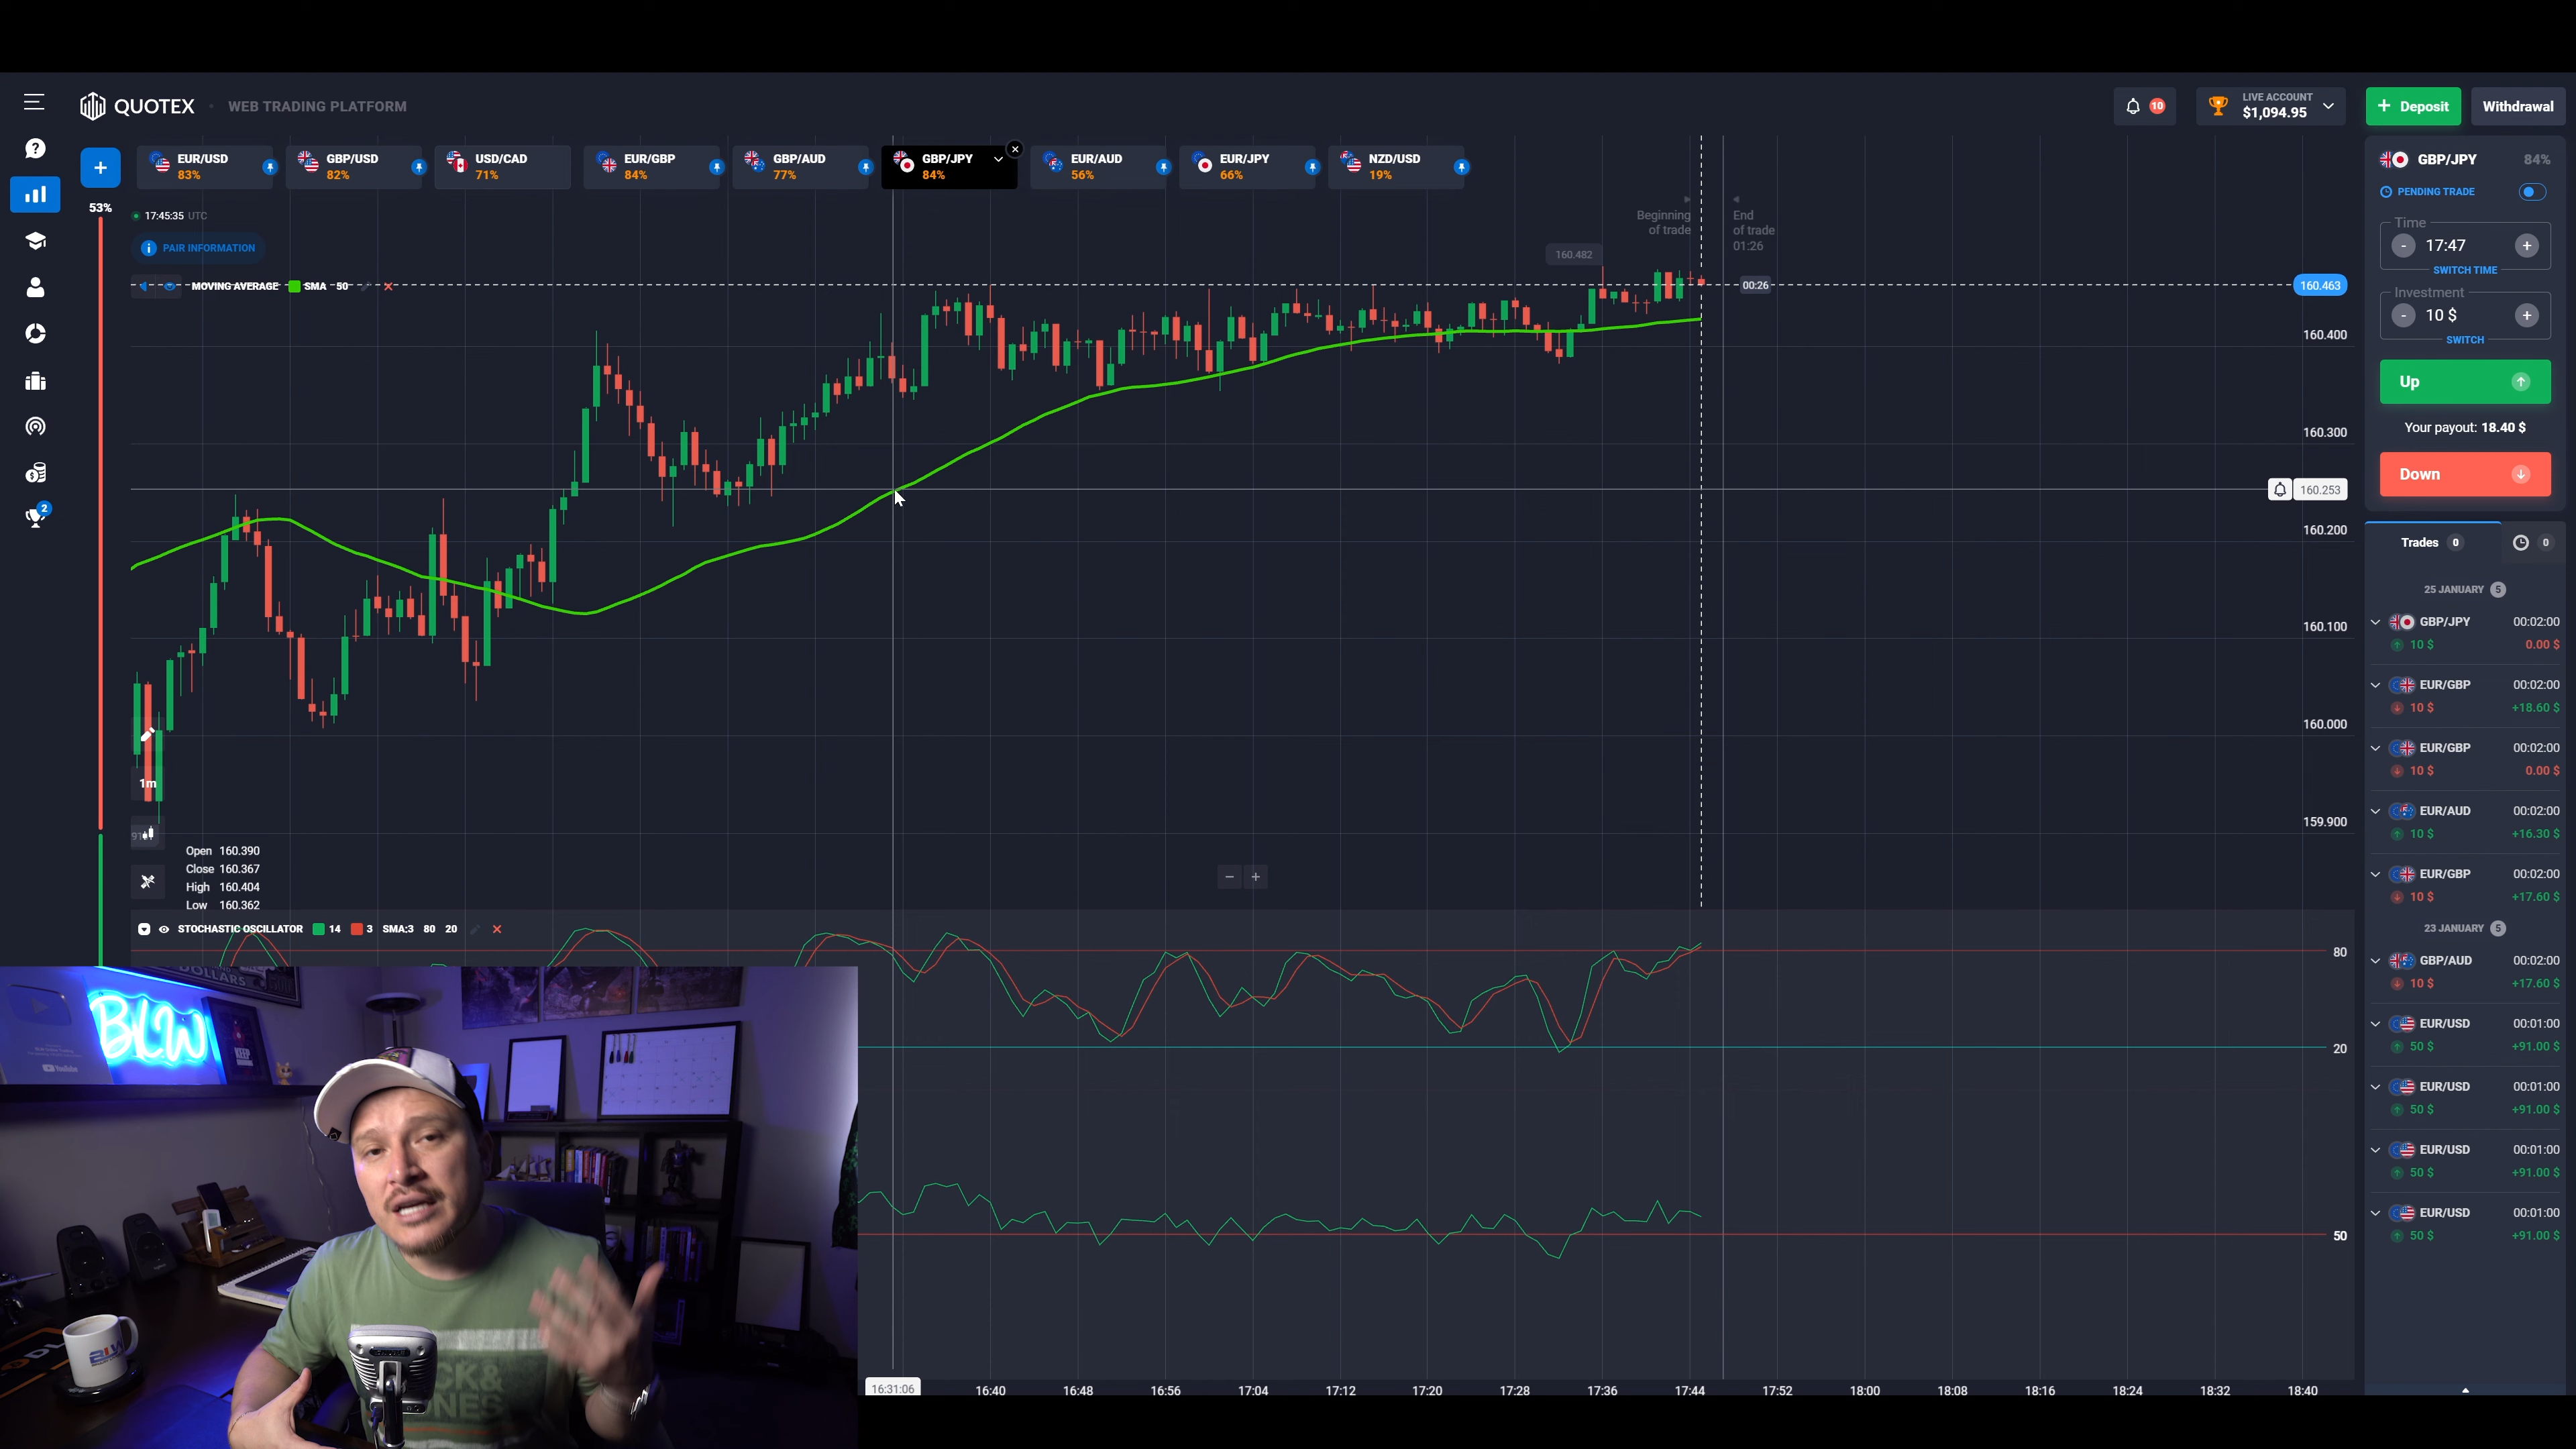 QUOTEX
WEB TRADING PLATFORM
10
LIVE ACCOUNT
$1,094.95
+ Deposit
Withdrawal
+
EUR/USD
83%
GBP/USD
82%
USD/CAD
71%
EUR/GBP
84%
GBP/AUD
77%
GBP/JPY
84%
EUR/AUD
56%
EUR/JPY
66%
NZD/USD
19%
53%
17:45:35 UTC
PAIR INFORMATION
MOVING AVERAGE SMA 50
Beginning
of trade
End
of trade
01:26
160.482
00:26
160.463
160.400
160.300
160.253
160.200
160.100
160.000
159.900
2
1m
Open 160.390
Close 160.367
High 160.404
Low 160.362
- +
STOCHASTIC OSCILLATOR 14 3 SMA:3 80 20
80
20
50
16:31:06
16:40
16:48
16:56
17:04
17:12
17:20
17:28
17:36
17:44
17:52
18:00
18:08
18:16
18:24
18:32
18:40
GBP/JPY 84%
PENDING TRADE
Time
- 17:47 +
SWITCH TIME
Investment
- 10 $ +
SWITCH
Up
Your payout: 18.40 $
Down
Trades 0
0
25 JANUARY 5
GBP/JPY 00:02:00
10 $ 0.00 $
EUR/GBP 00:02:00
10 $ +18.60 $
EUR/GBP 00:02:00
10 $ 0.00 $
EUR/AUD 00:02:00
10 $ +16.30 $
EUR/GBP 00:02:00
10 $ +17.60 $
23 JANUARY 5
GBP/AUD 00:02:00
10 $ +17.60 $
EUR/USD 00:01:00
50 $ +91.00 $
EUR/USD 00:01:00
50 $ +91.00 $
EUR/USD 00:01:00
50 $ +91.00 $
EUR/USD 00:01:00
50 $ +91.00 $
DOLLARS
BLW
YouTube
KEEP
BLW